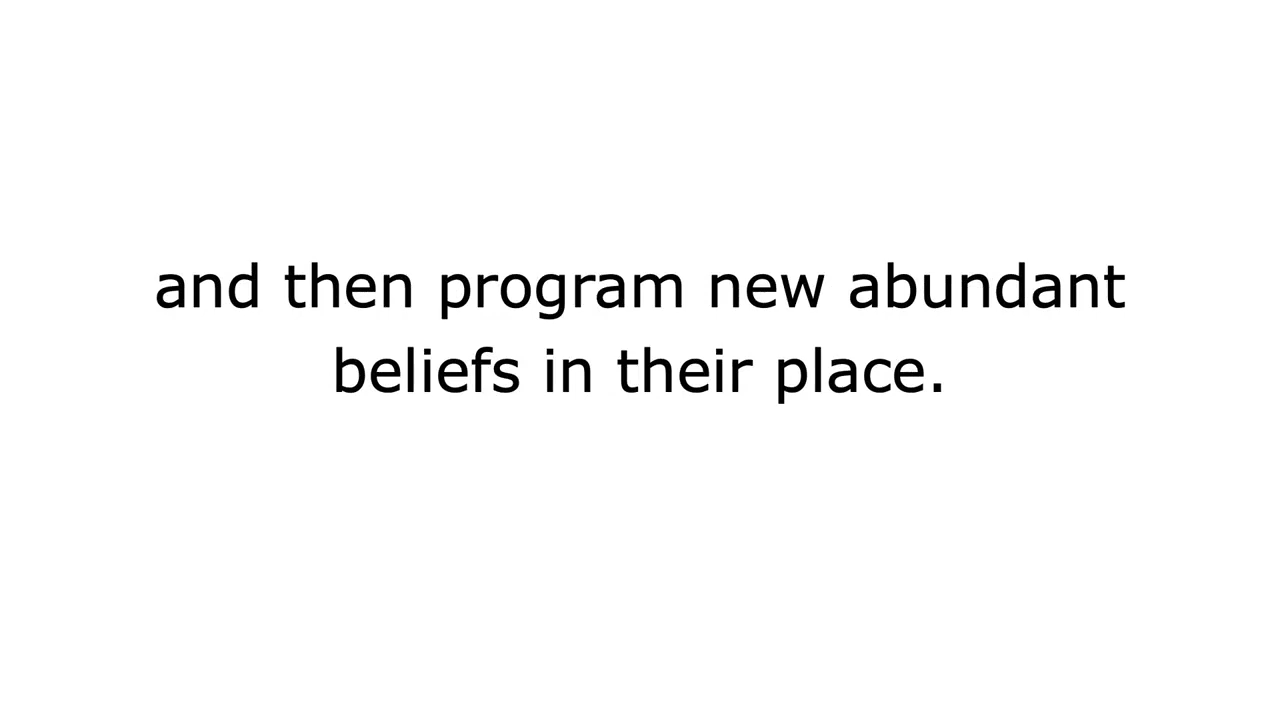 and then program new abundant
beliefs in their place.